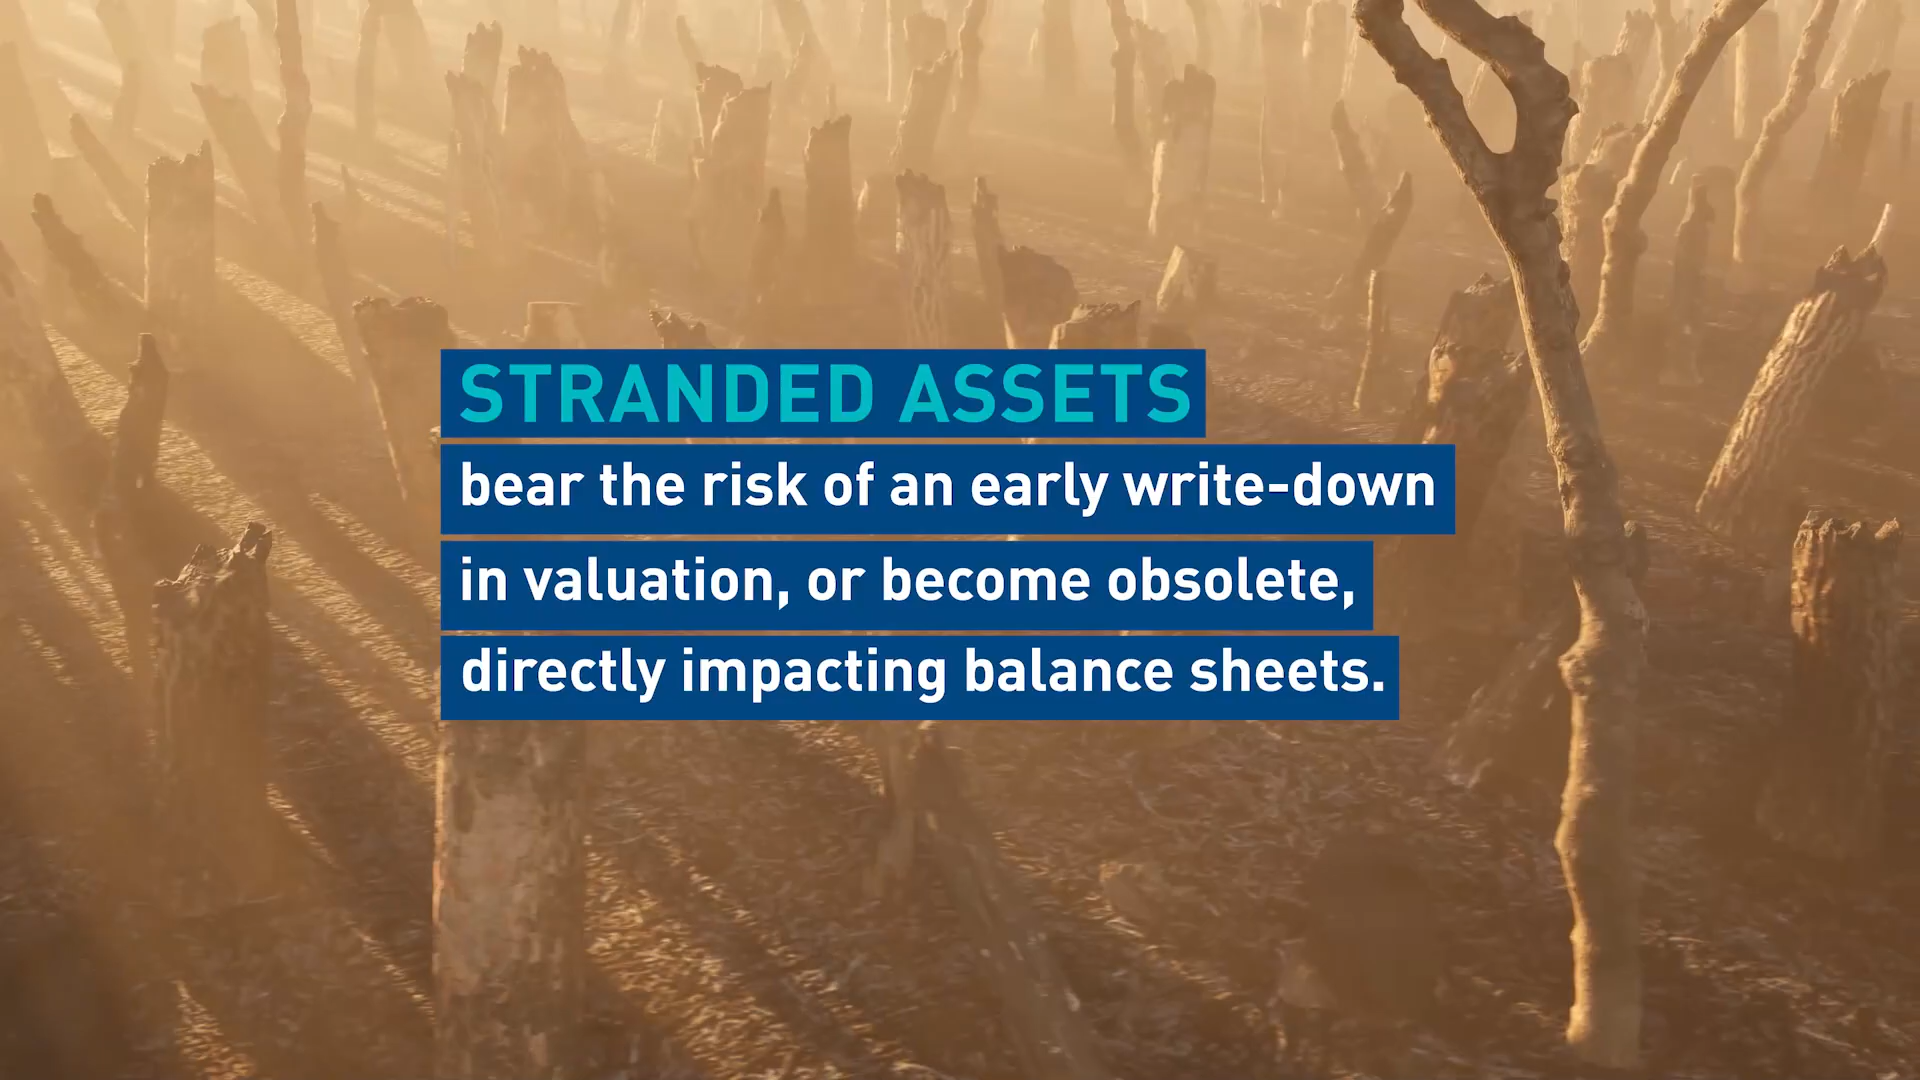 STRANDED ASSETS
bear the risk of an early write-down
in valuation, or become obsolete,
directly impacting balance sheets.